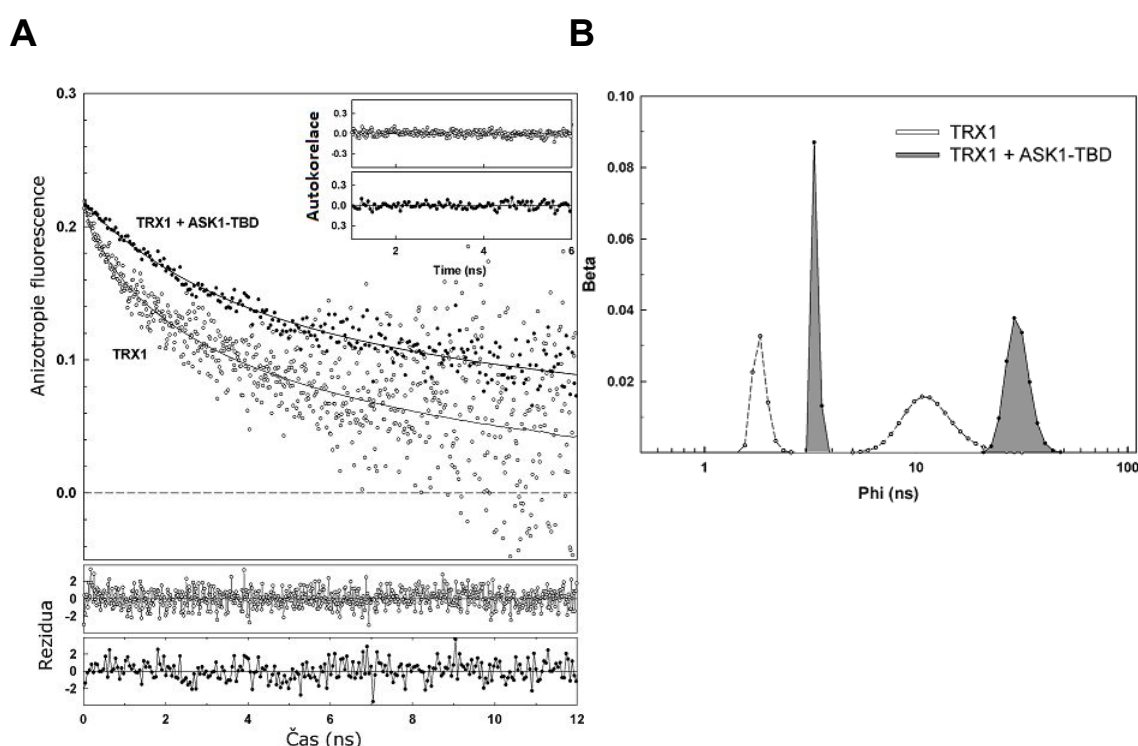 A
B
0.3
0.2
0.1
0.0
Anizotropie fluorescence
TRX1 + ASK1-TBD
TRX1
Autokorelace
0.3
0.0
0.3
0.3
0.0
0.3
2
4
6
Time (ns)
Rezidua
2
0
-2
2
0
-2
0
2
4
6
8
10
12
Čas (ns)
0.10
0.08
0.06
0.04
0.02
Beta
TRX1
TRX1 + ASK1-TBD
1
10
100
Phi (ns)